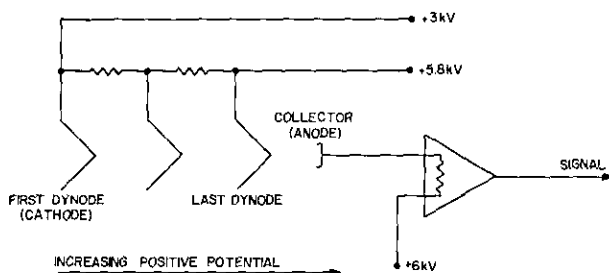 +3kV
+5.8kV
COLLECTOR
(ANODE)
SIGNAL
FIRST DYNODE
(CATHODE)
LAST DYNODE
INCREASING POSITIVE POTENTIAL
+6kV